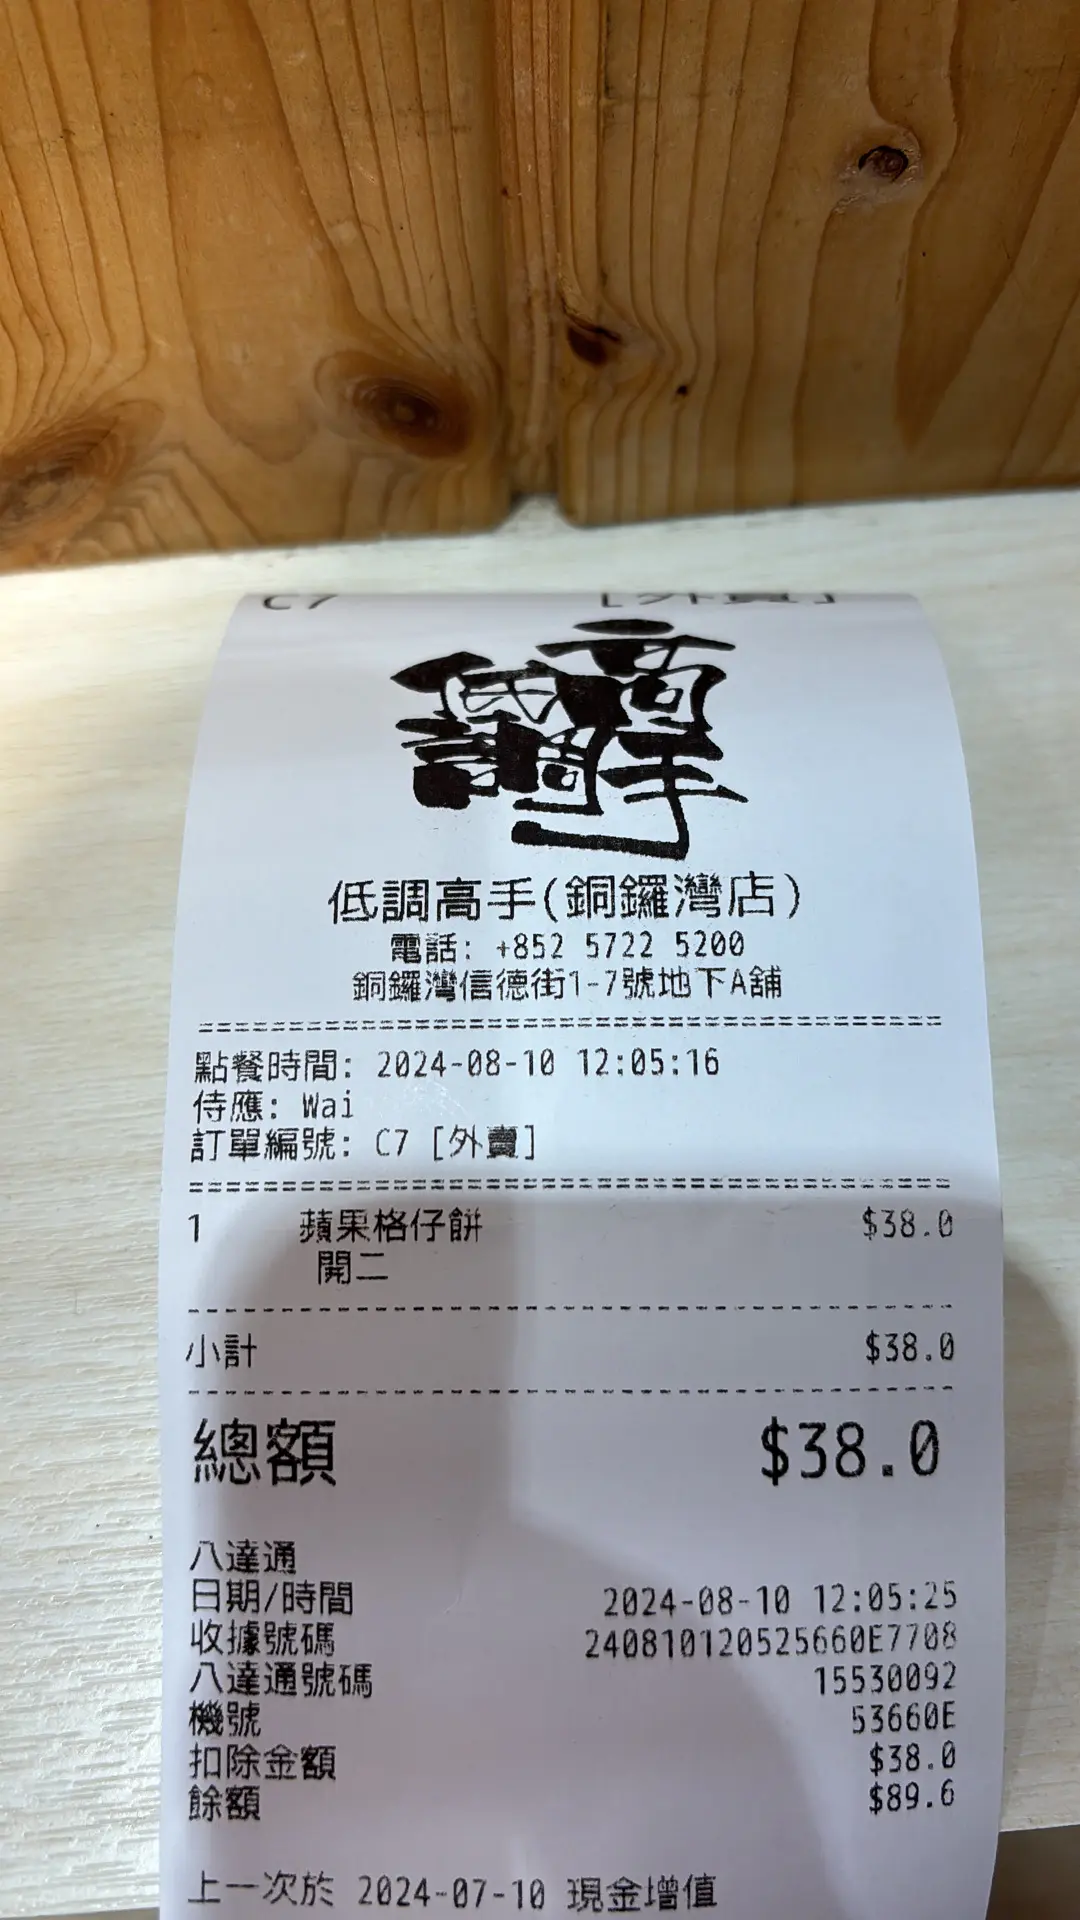 C7 [外賣]
低調高手
低調高手(銅鑼灣店)
電話: +852 5722 5200
銅鑼灣信德街1-7號地下A舖
點餐時間: 2024-08-10 12:05:16
侍應: Wai
訂單編號: C7 [外賣]
1 蘋果格仔餅 $38.0
開二
小計 $38.0
總額 $38.0
八達通
日期/時間 2024-08-10 12:05:25
收據號碼 240810120525660E7708
八達通號碼 15530092
機號 53660E
扣除金額 $38.0
餘額 $89.6
上一次於 2024-07-10 現金增值